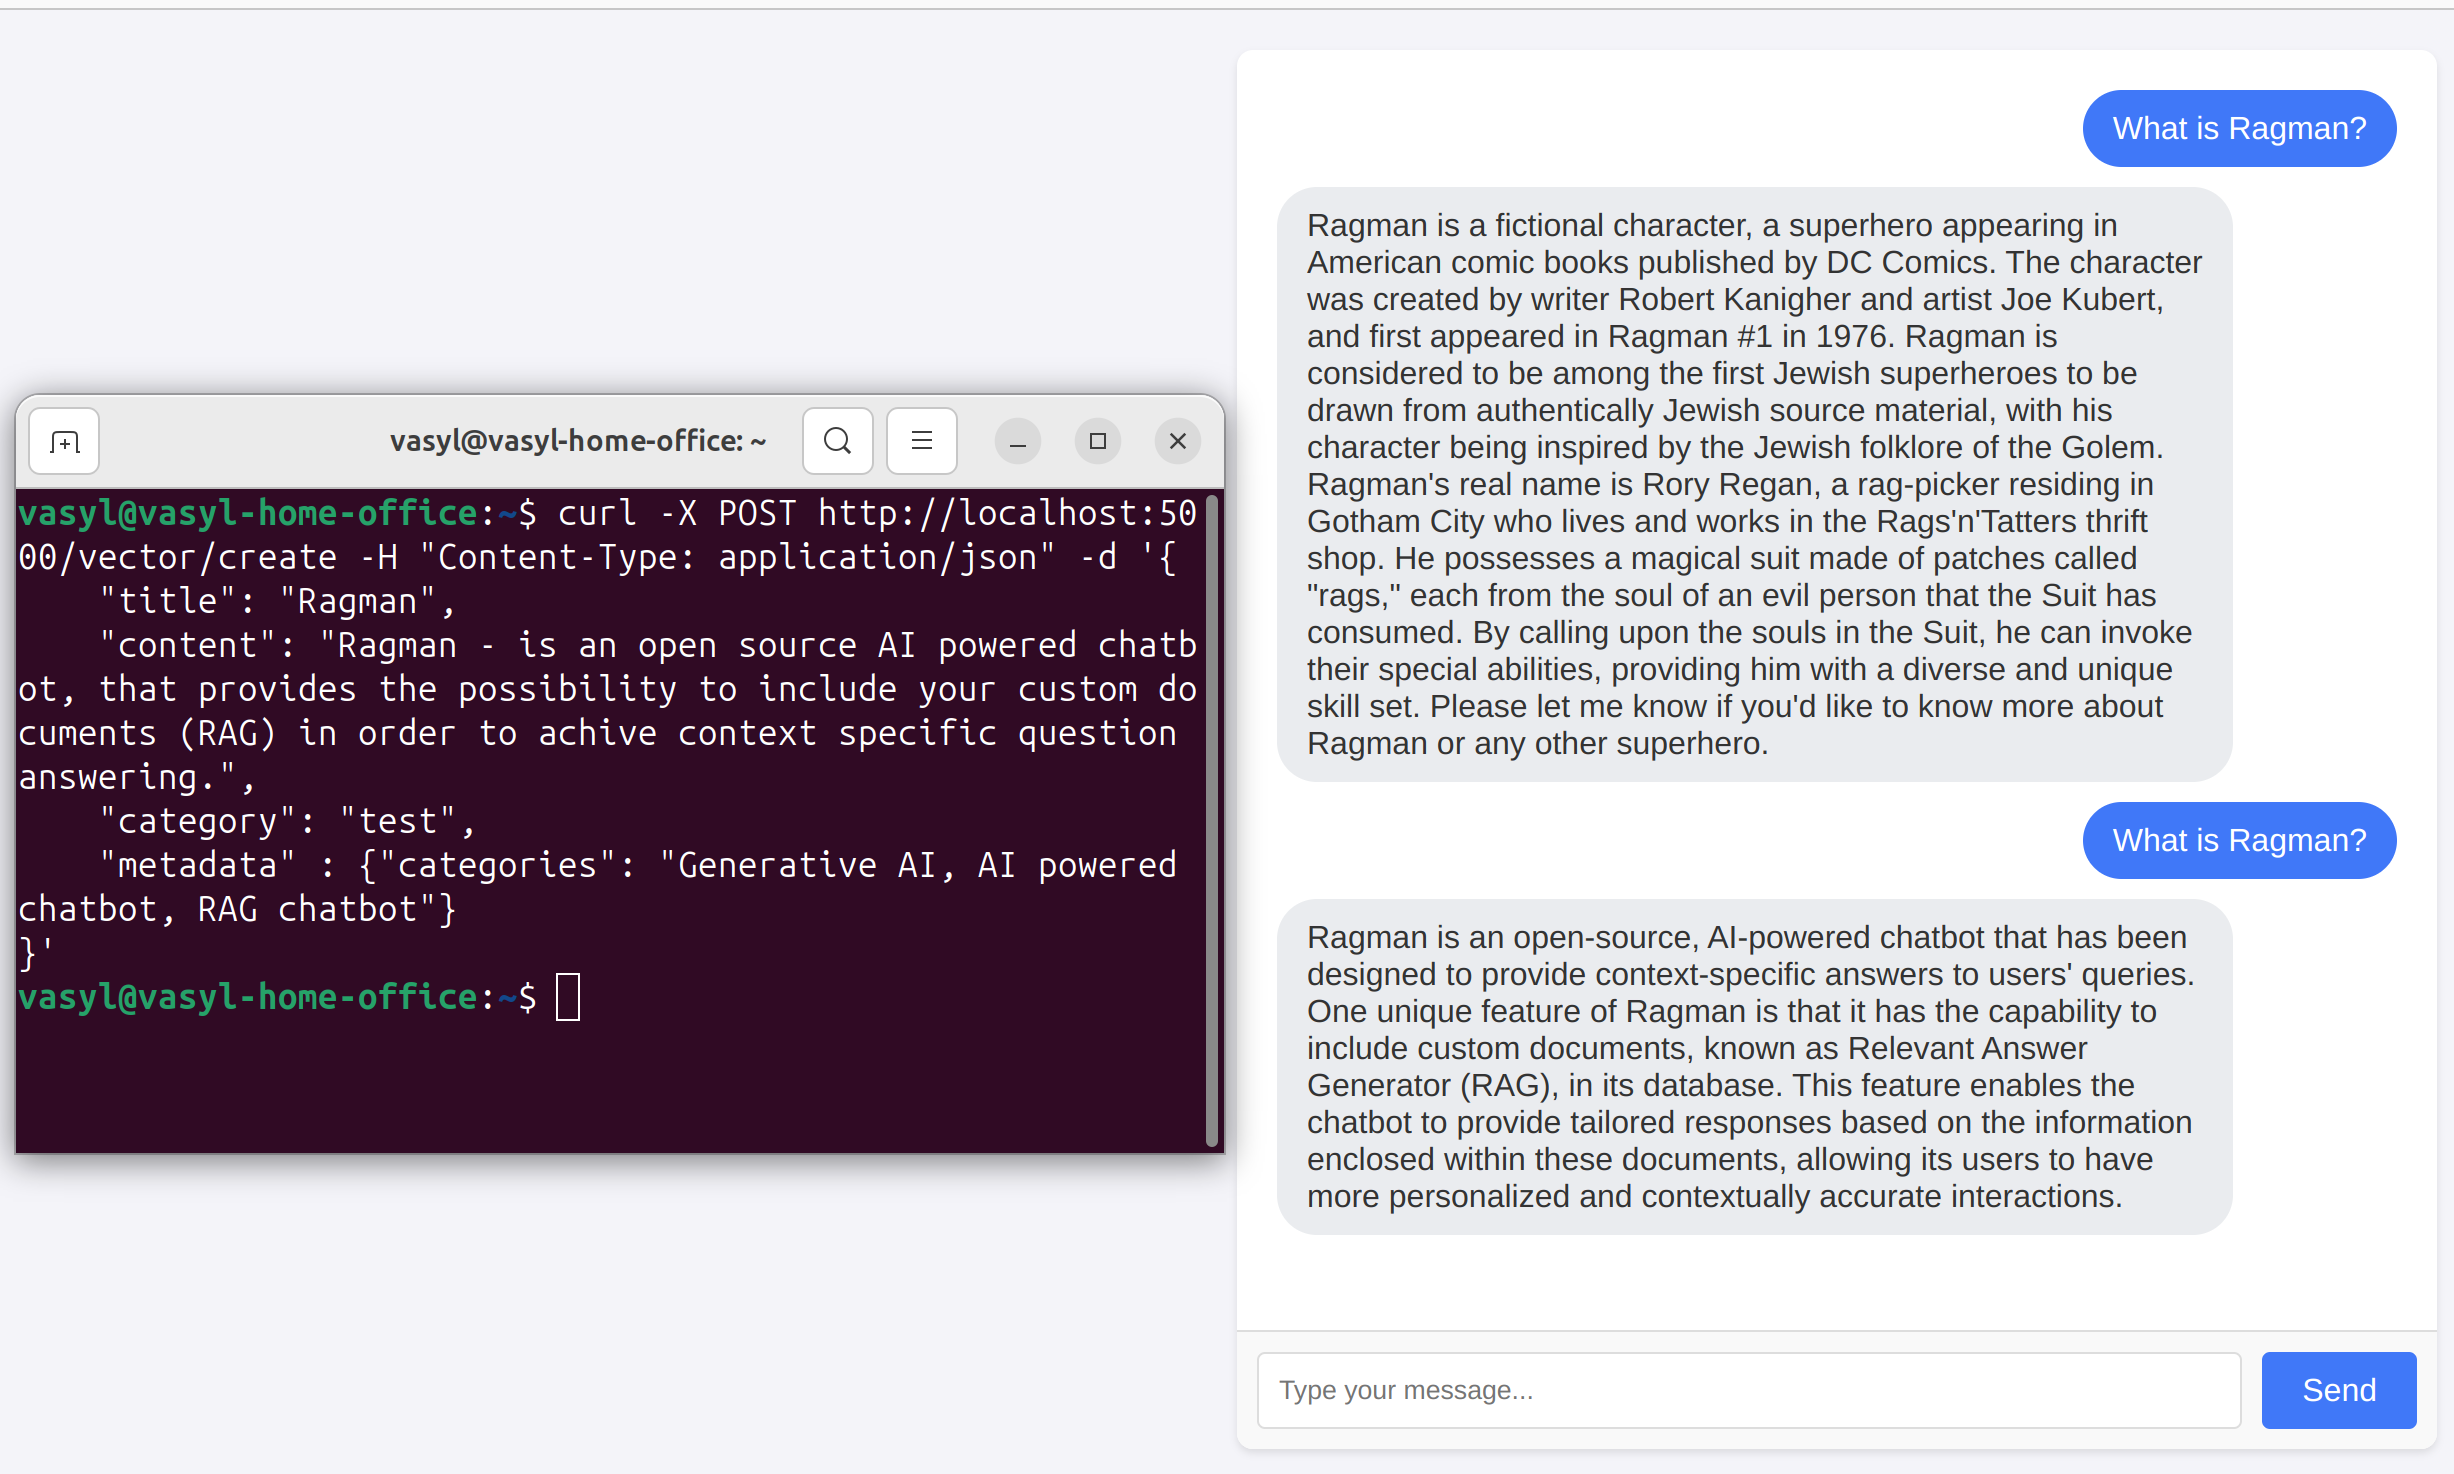 vasyl@vasyl-home-office: ~
vasyl@vasyl-home-office:~$ curl -X POST http://localhost:50
00/vector/create -H "Content-Type: application/json" -d '{
    "title": "Ragman",
    "content": "Ragman - is an open source AI powered chatb
ot, that provides the possibility to include your custom do
cuments (RAG) in order to achive context specific question
answering.",
    "category": "test",
    "metadata" : {"categories": "Generative AI, AI powered
chatbot, RAG chatbot"}
}'
vasyl@vasyl-home-office:~$
What is Ragman?
Ragman is a fictional character, a superhero appearing in
American comic books published by DC Comics. The character
was created by writer Robert Kanigher and artist Joe Kubert,
and first appeared in Ragman #1 in 1976. Ragman is
considered to be among the first Jewish superheroes to be
drawn from authentically Jewish source material, with his
character being inspired by the Jewish folklore of the Golem.
Ragman's real name is Rory Regan, a rag-picker residing in
Gotham City who lives and works in the Rags'n'Tatters thrift
shop. He possesses a magical suit made of patches called
"rags," each from the soul of an evil person that the Suit has
consumed. By calling upon the souls in the Suit, he can invoke
their special abilities, providing him with a diverse and unique
skill set. Please let me know if you'd like to know more about
Ragman or any other superhero.
What is Ragman?
Ragman is an open-source, AI-powered chatbot that has been
designed to provide context-specific answers to users' queries.
One unique feature of Ragman is that it has the capability to
include custom documents, known as Relevant Answer
Generator (RAG), in its database. This feature enables the
chatbot to provide tailored responses based on the information
enclosed within these documents, allowing its users to have
more personalized and contextually accurate interactions.
Type your message...
Send